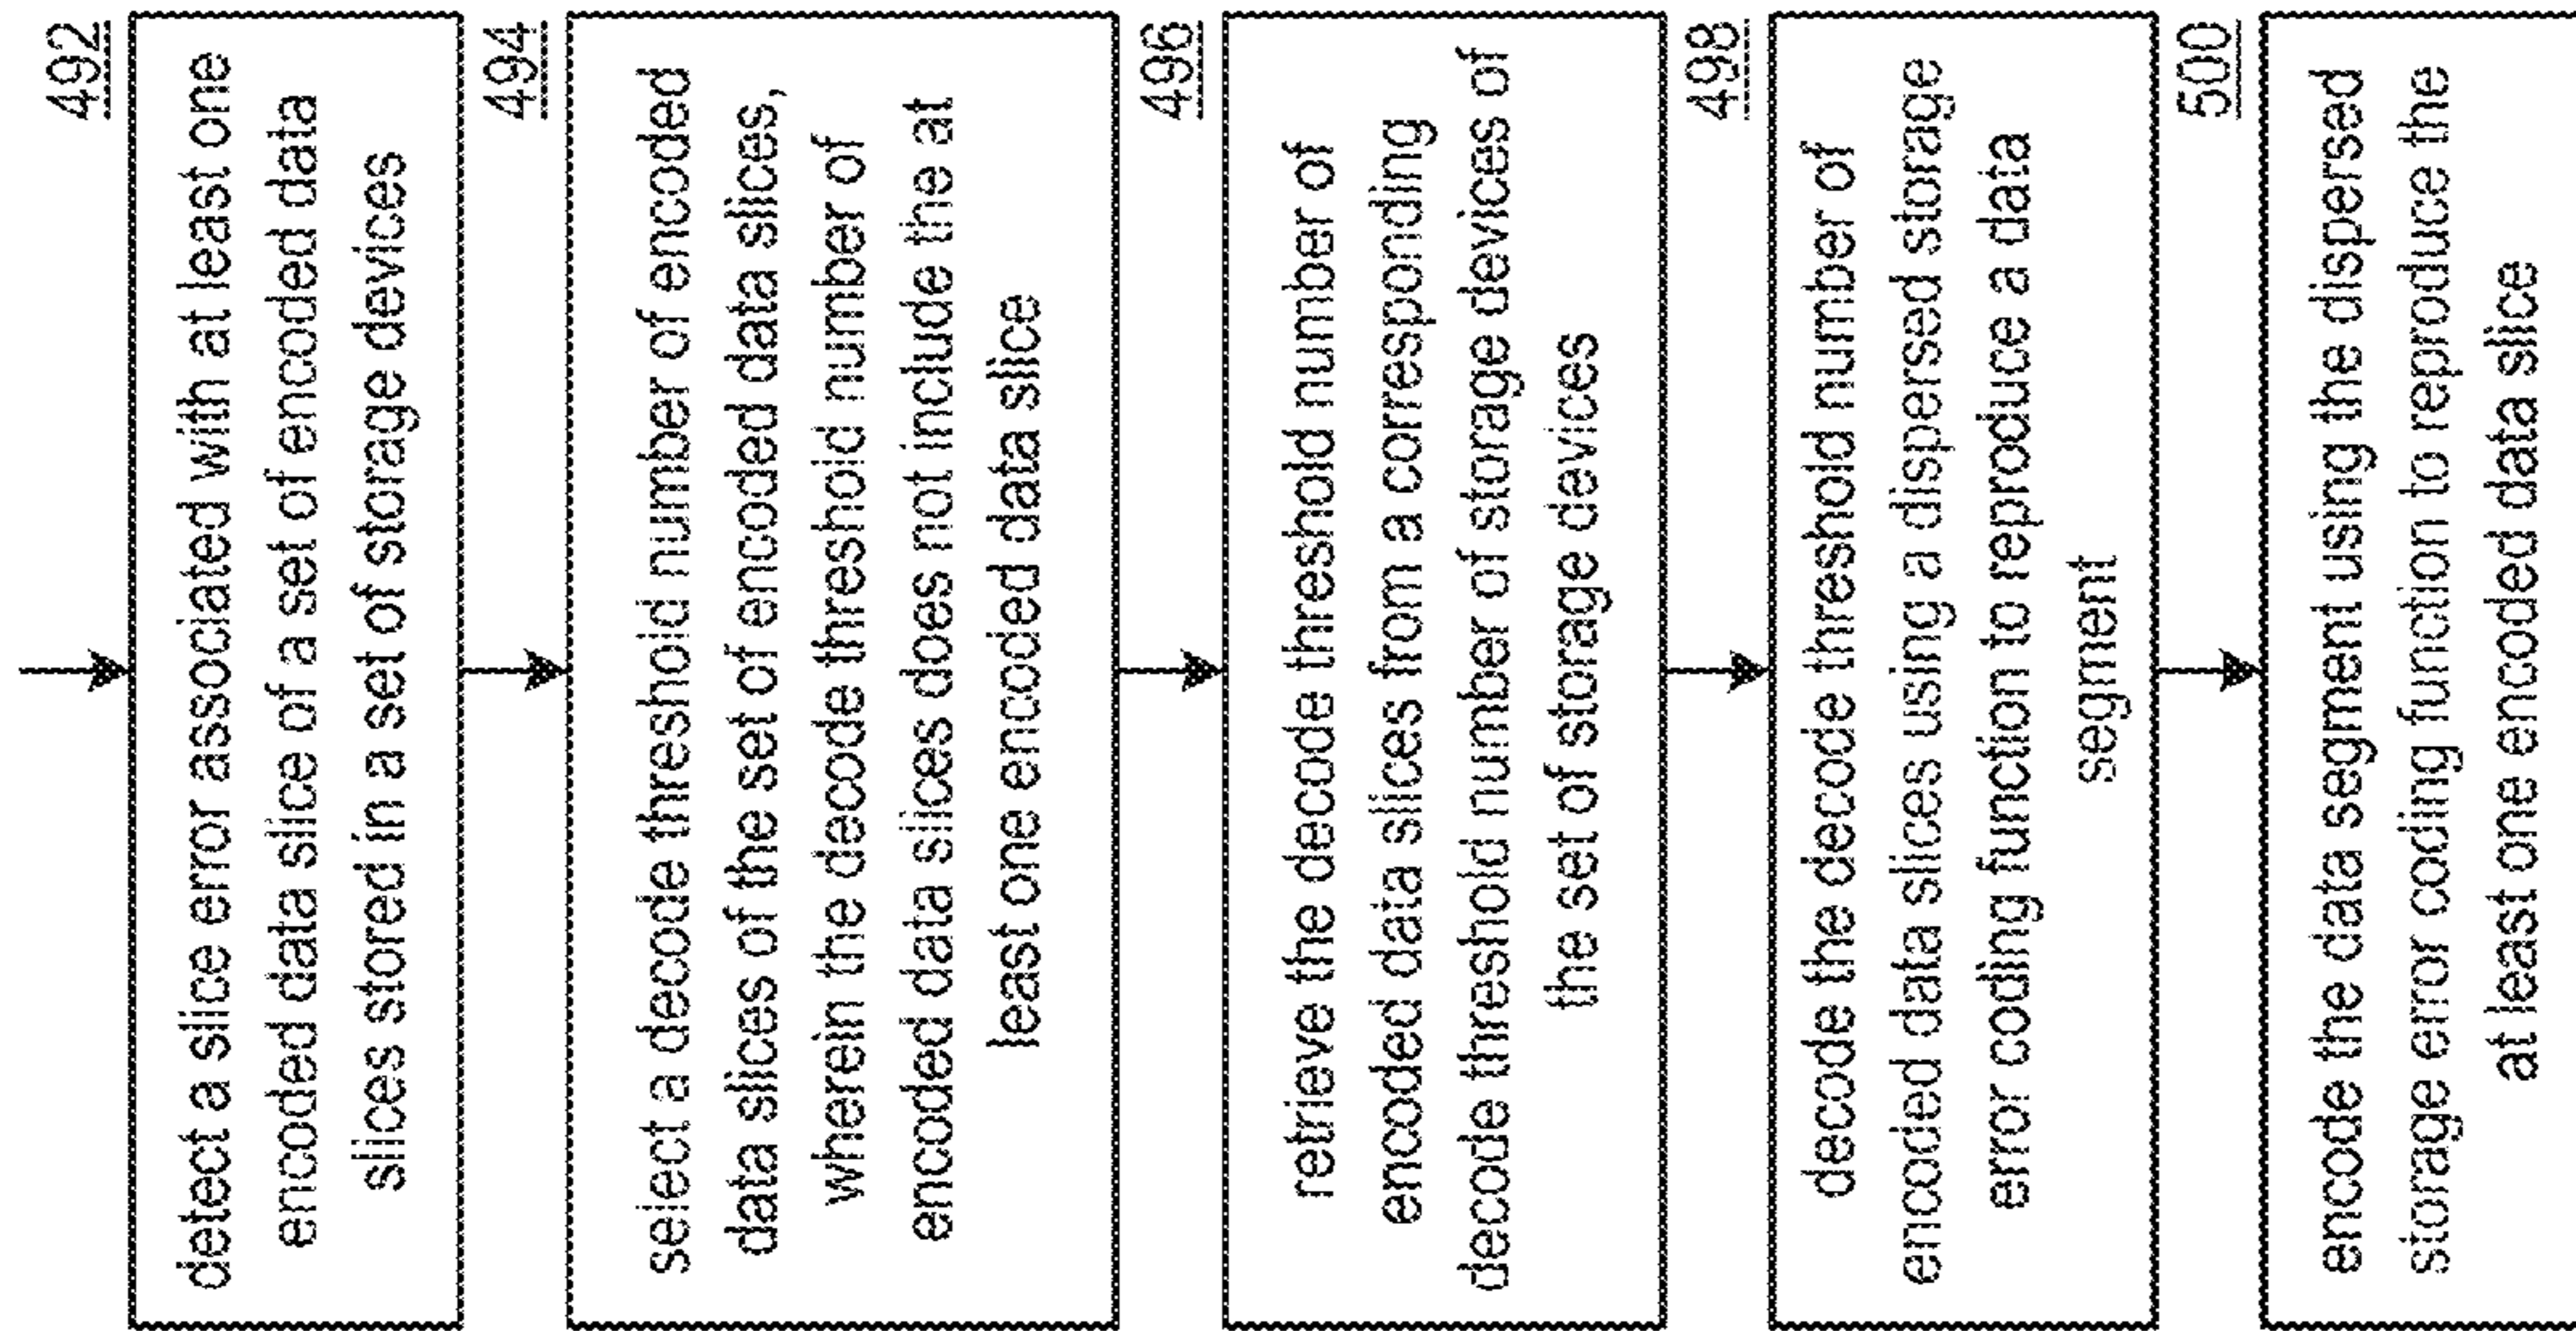 492
detect a slice error associated with at least one
encoded data slice of a set of encoded data
slices stored in a set of storage devices
494
select a decode threshold number of encoded
data slices of the set of encoded data slices,
wherein the decode threshold number of
encoded data slices does not include the at
least one encoded data slice
496
retrieve the decode threshold number of
encoded data slices from a corresponding
decode threshold number of storage devices of
the set of storage devices
498
decode the decode threshold number of
encoded data slices using a dispersed storage
error coding function to reproduce a data
segment
500
encode the data segment using the dispersed
storage error coding function to reproduce the
at least one encoded data slice